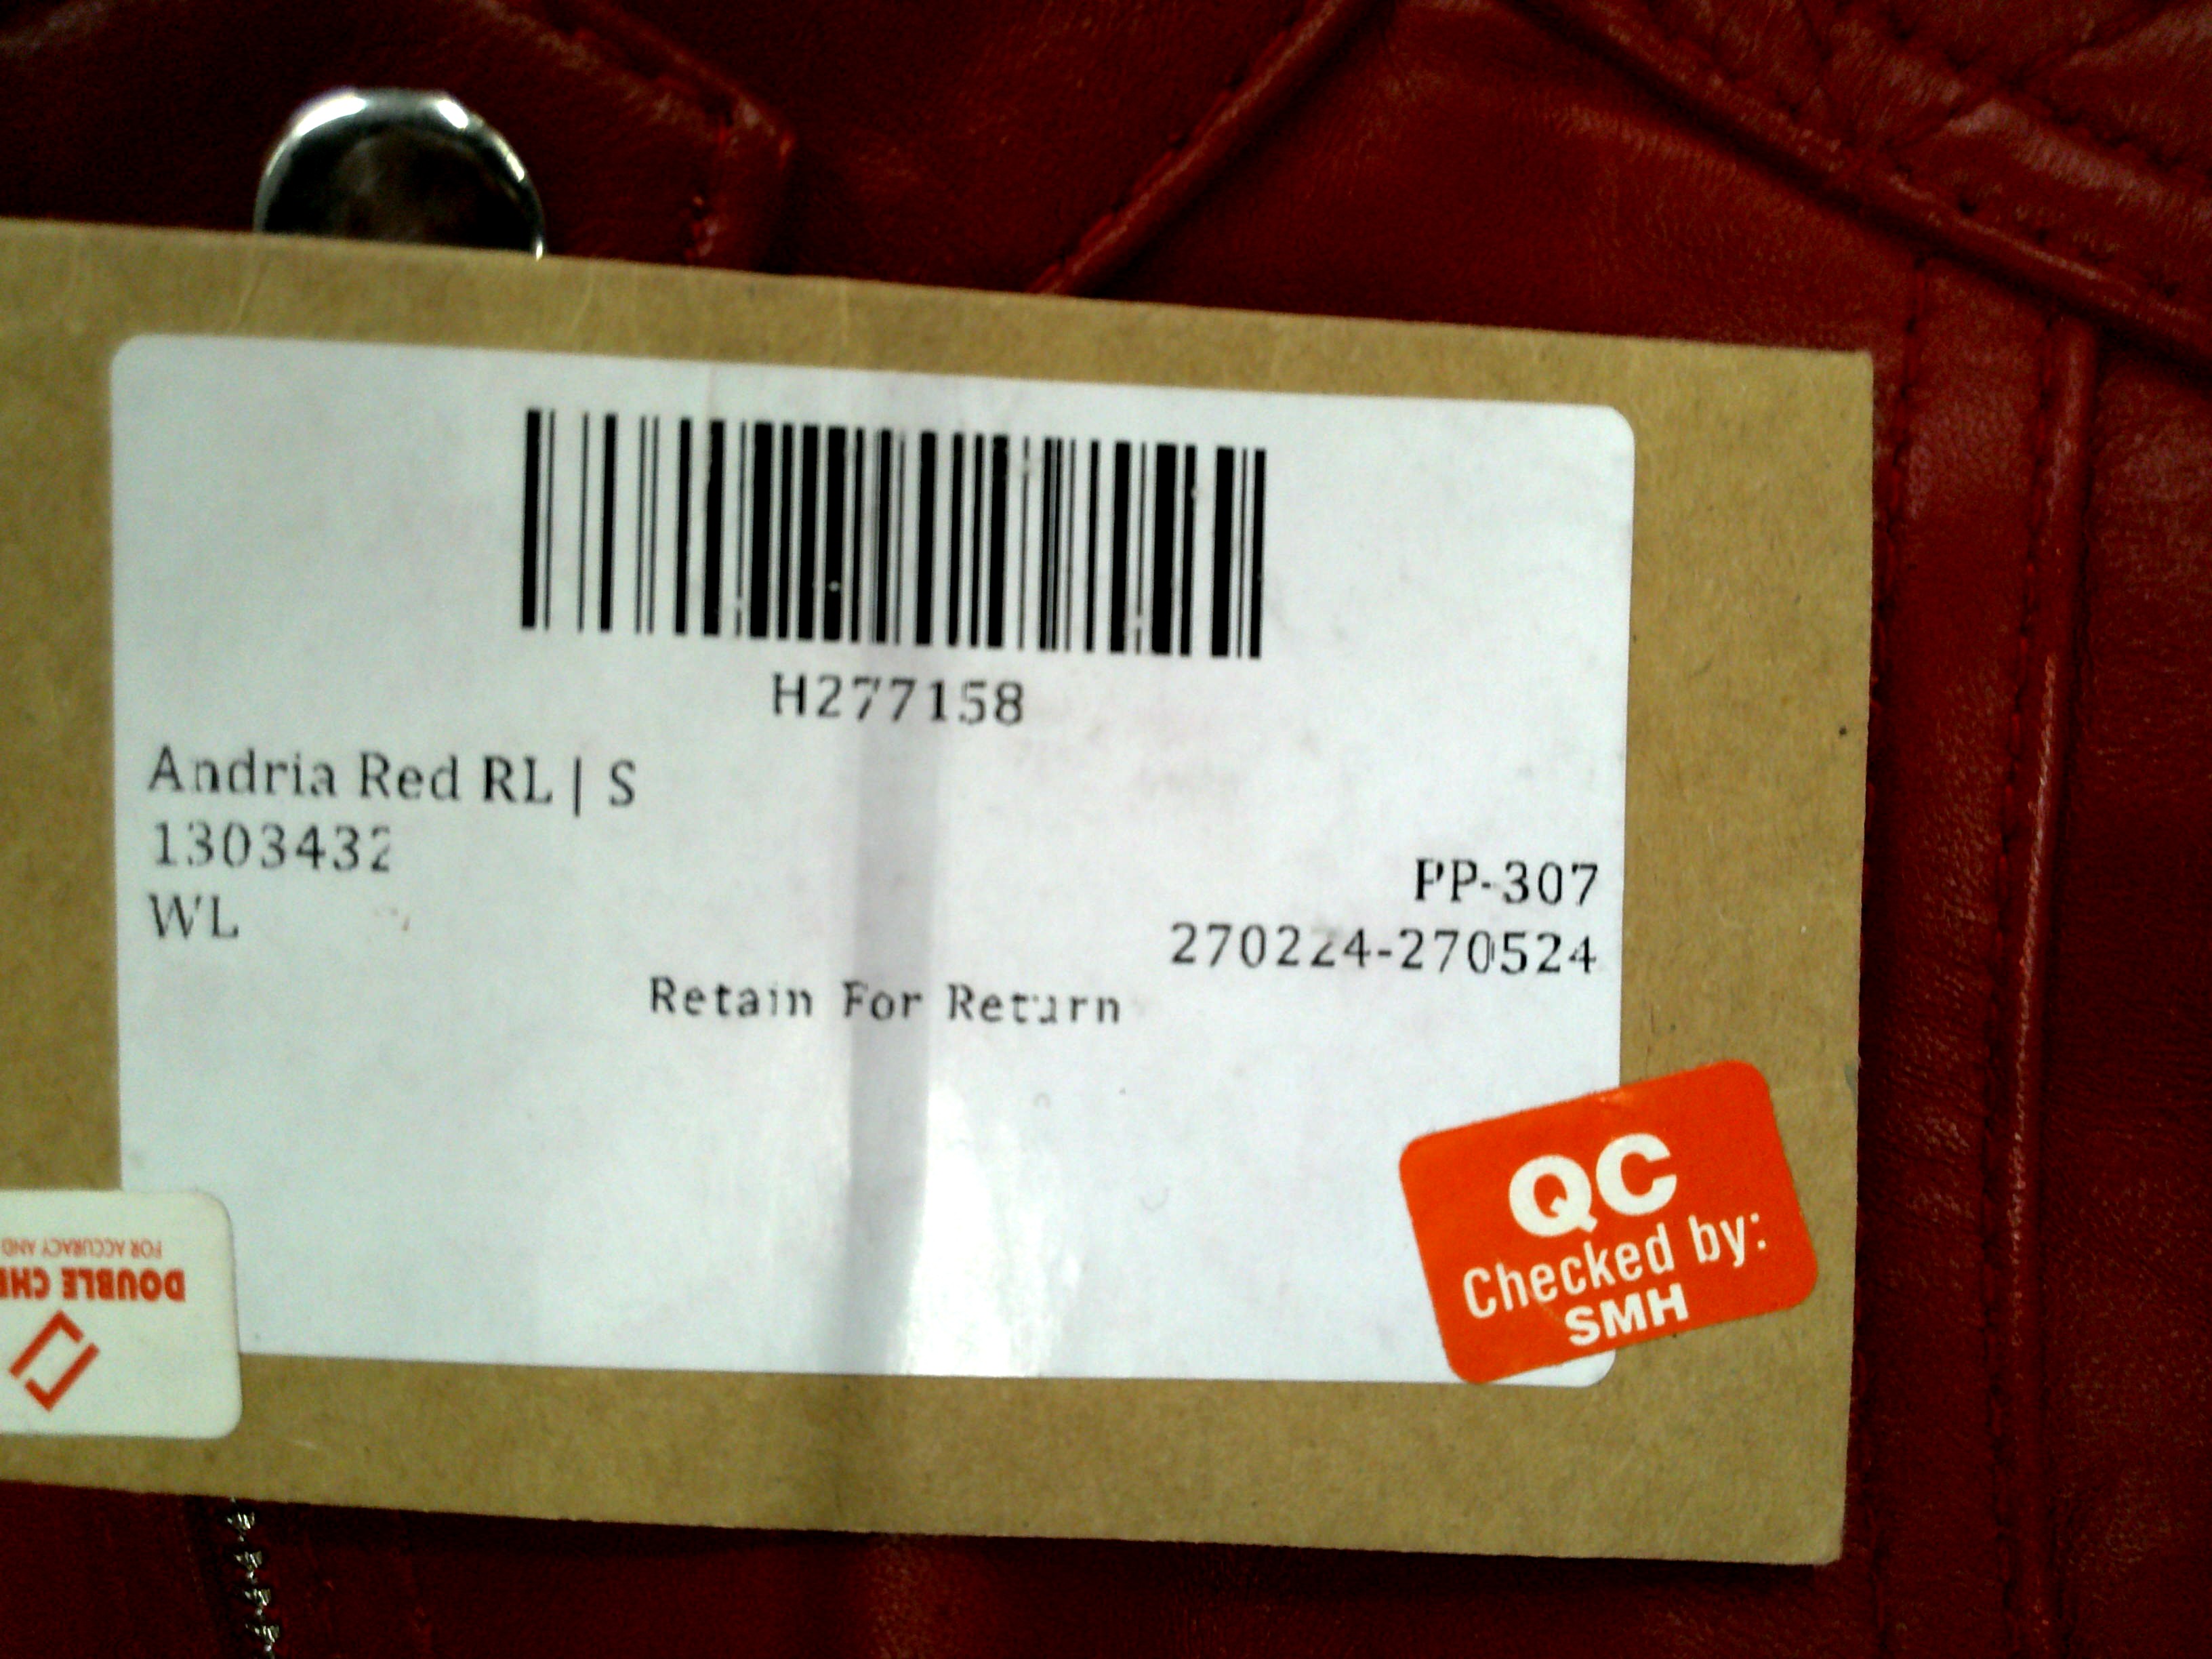 H277158
Andria Red RL | S
1303432
WL
PP-307
270224-270524
Retain For Return
QC
Checked by:
SMH
DOUBLE CHE
FOR ACCURACY AND